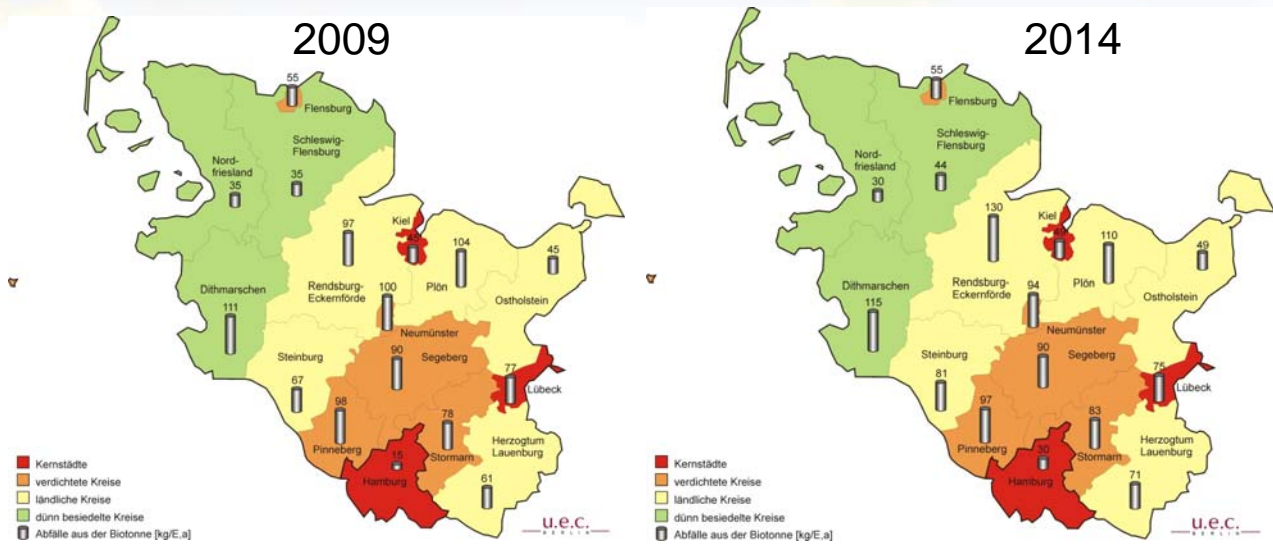 2009
55
Flensburg
Schleswig-
Flensburg
Nord-
friesland
35
35
97
Kiel
45
104
45
Rendsburg-
Eckernförde
Plön
Ostholstein
Dithmarschen
111
100
Neumünster
Steinburg
90
Segeberg
67
77
Lübeck
98
78
Pinneberg
Stormarn
Herzogtum
Lauenburg
15
Hamburg
61
Kernstädte
verdichtete Kreise
ländliche Kreise
dünn besiedelte Kreise
Abfälle aus der Biotonne [kg/E,a]
u.e.c.
BERLIN
2014
55
Flensburg
Schleswig-
Flensburg
Nord-
friesland
44
30
130
Kiel
49
110
49
Rendsburg-
Eckernförde
Plön
Ostholstein
Dithmarschen
115
94
Neumünster
Steinburg
90
Segeberg
81
75
Lübeck
97
83
Pinneberg
Stormarn
Herzogtum
Lauenburg
30
Hamburg
71
Kernstädte
verdichtete Kreise
ländliche Kreise
dünn besiedelte Kreise
Abfälle aus der Biotonne [kg/E,a]
u.e.c.
BERLIN